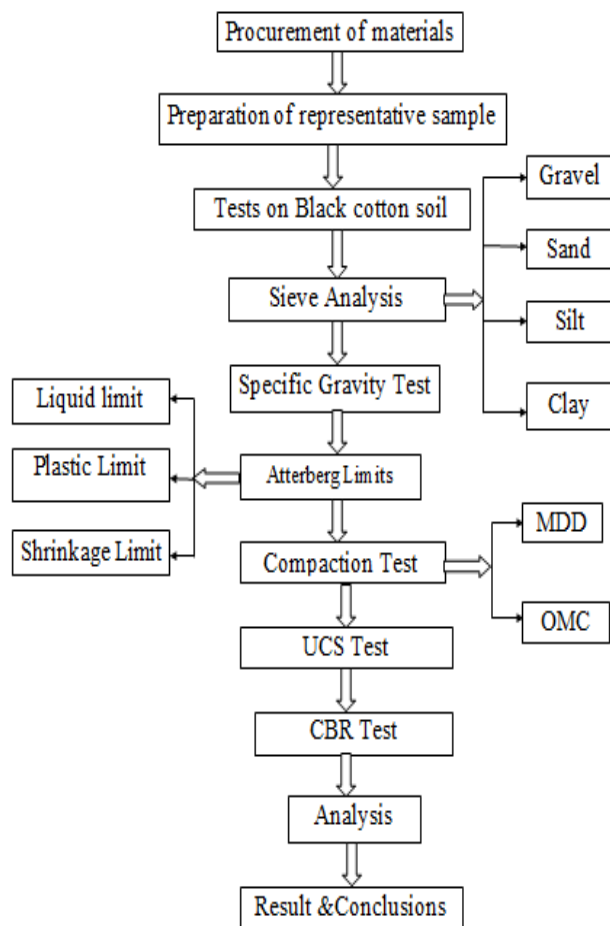 Procurement of materials
Preparation of representative sample
Tests on Black cotton soil
Sieve Analysis
Gravel
Sand
Silt
Clay
Specific Gravity Test
Atterberg Limits
Liquid limit
Plastic Limit
Shrinkage Limit
Compaction Test
MDD
OMC
UCS Test
CBR Test
Analysis
Result &Conclusions